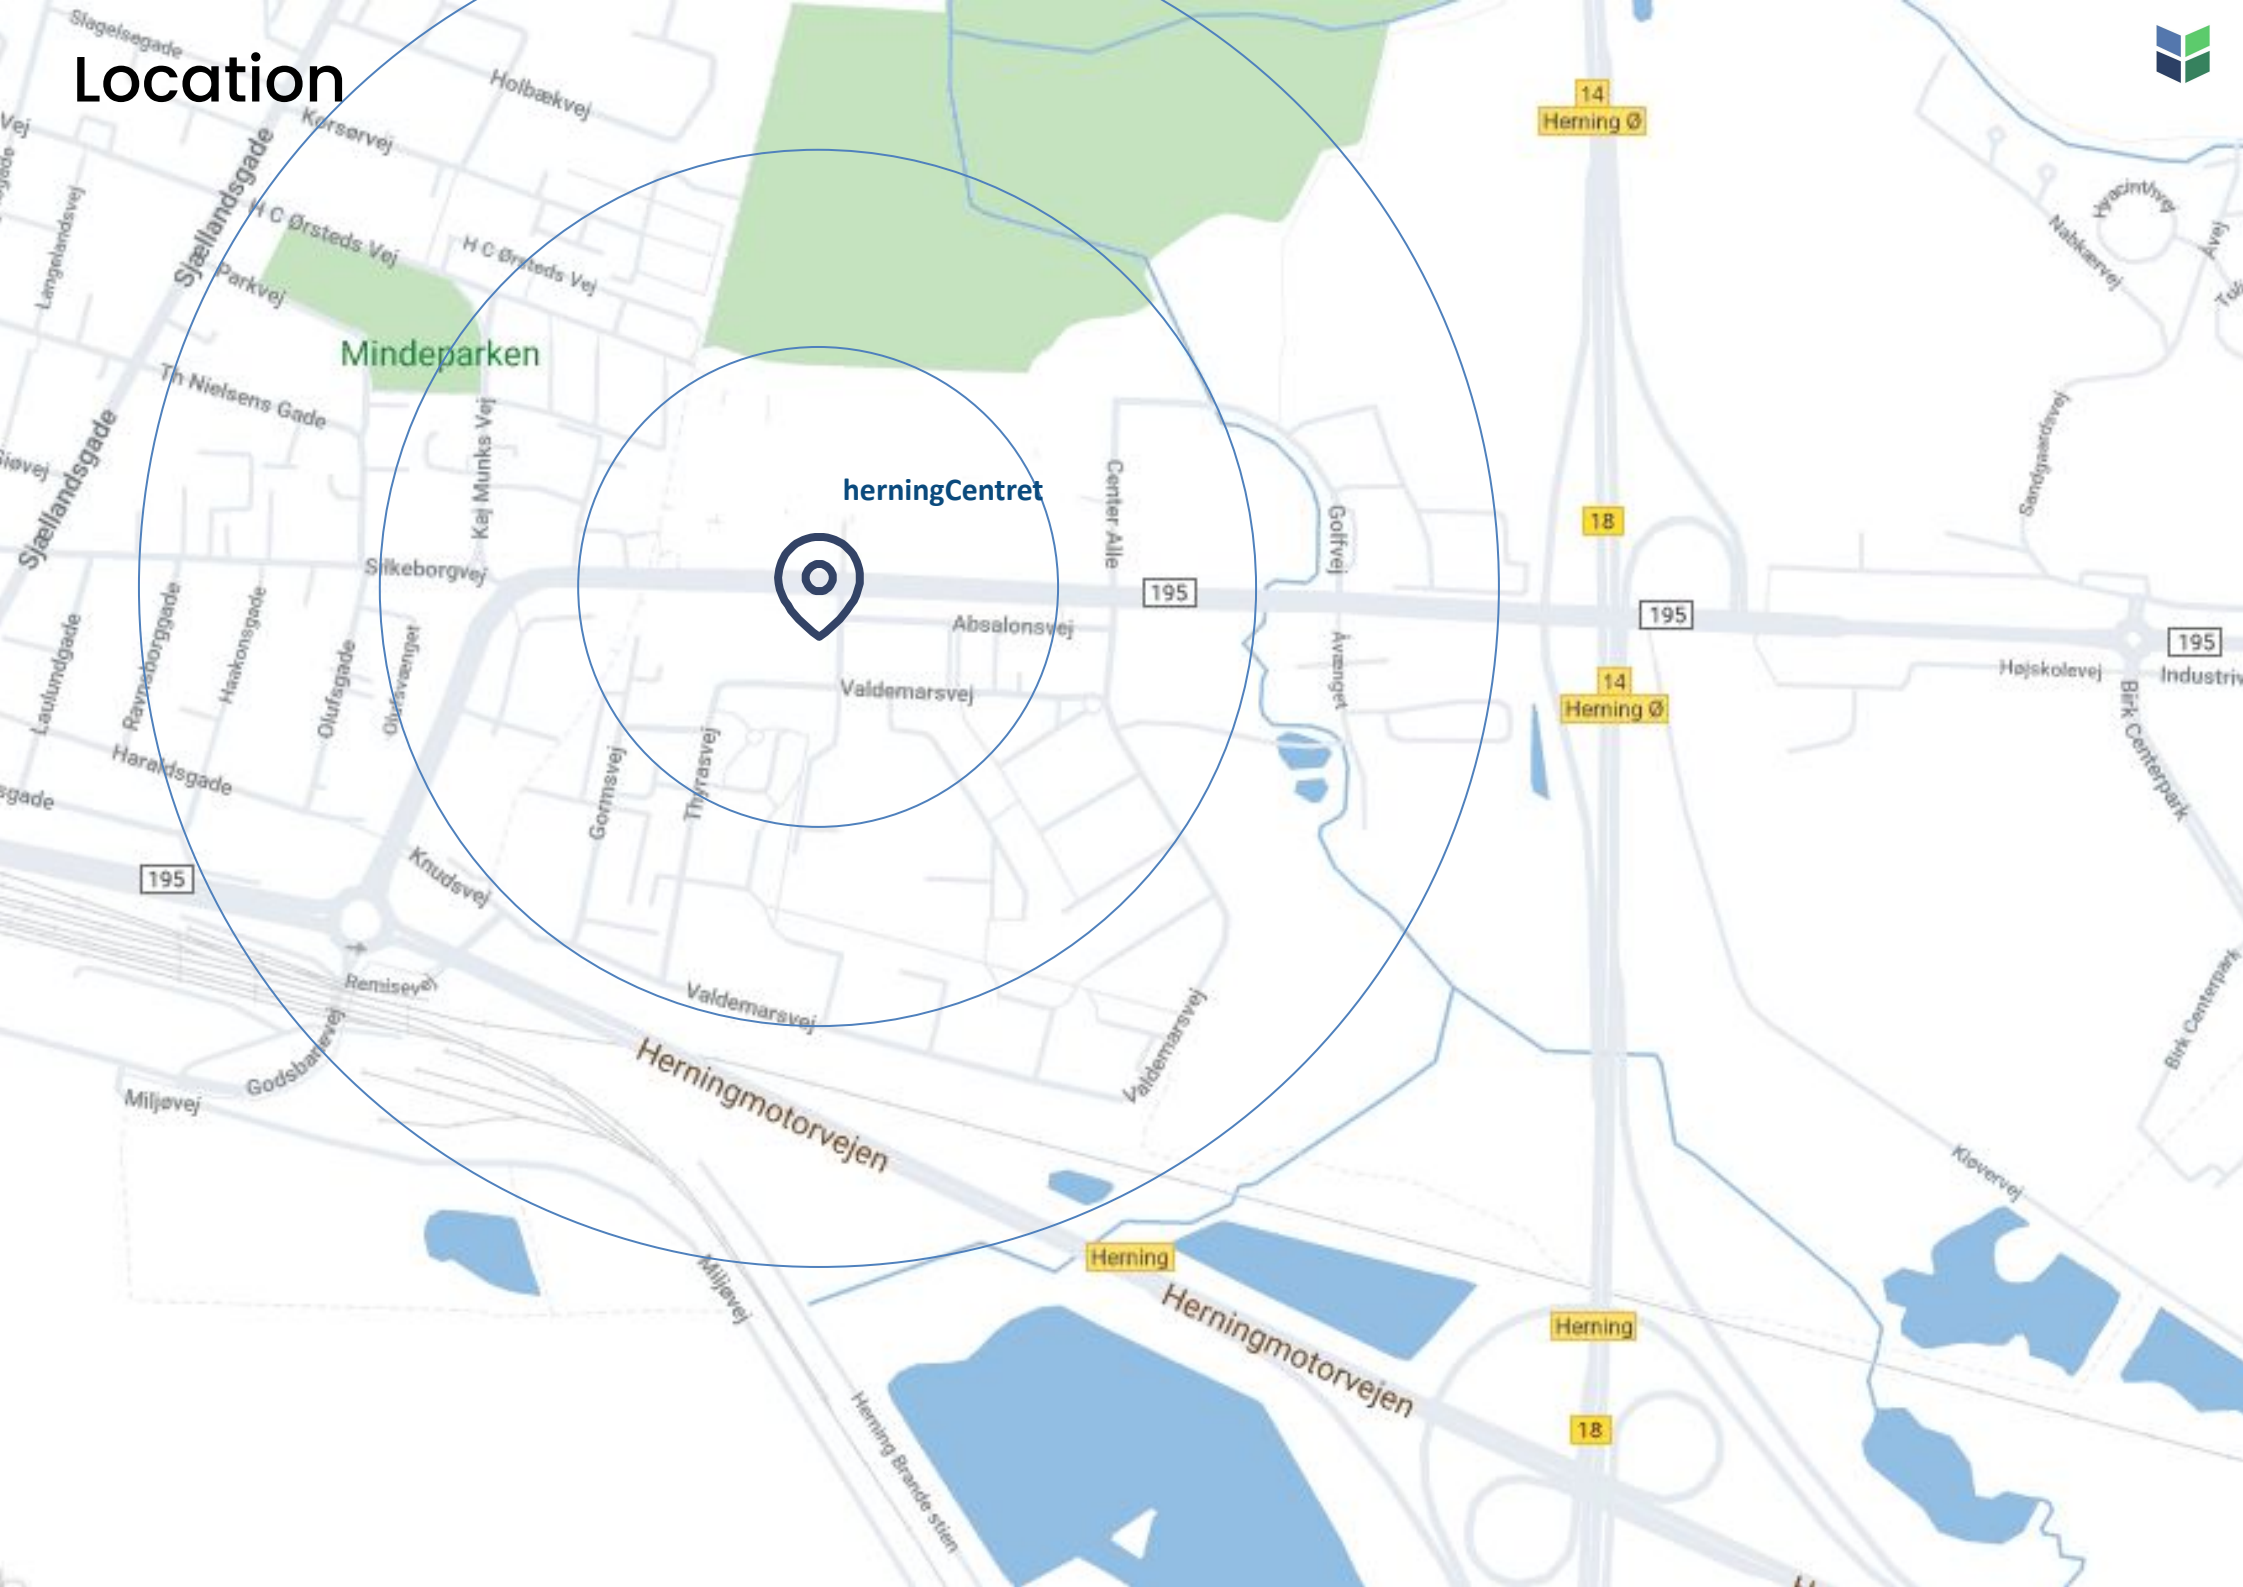 Location
Slagelsegade
Holbækvej
Korsørvej
Vej
Sjællandsgade
Langelandsvej
H C Ørsteds Vej
H C Ørsteds Vej
Parkvej
Mindeparken
Th Nielsens Gade
Kaj Munks Vej
Sjællandsgade
14
Herning Ø
Hyacintvej
Nabkærvej
Sandgaardsvej
herningCentret
Center Alle
Golfvej
18
Silkeborgvej
195
195
195
Absalonsvej
Åvænget
Valdemarsvej
14
Herning Ø
Højskolevej
Industriv
Birk Centerpark
Laulundgade
Ravnsborggade
Haakonsgade
Olufsgade
Olufsvænget
Haraldsgade
sgade
Gormsvej
Thyrasvej
195
Knudsvej
Remisevej
Godsbanevej
Miljøvej
Valdemarsvej
Valdemarsvej
Birk Centerpark
Herningmotorvejen
Kløvervej
Miljøvej
Herning
Herningmotorvejen
Herning
18
Herning Brande stien